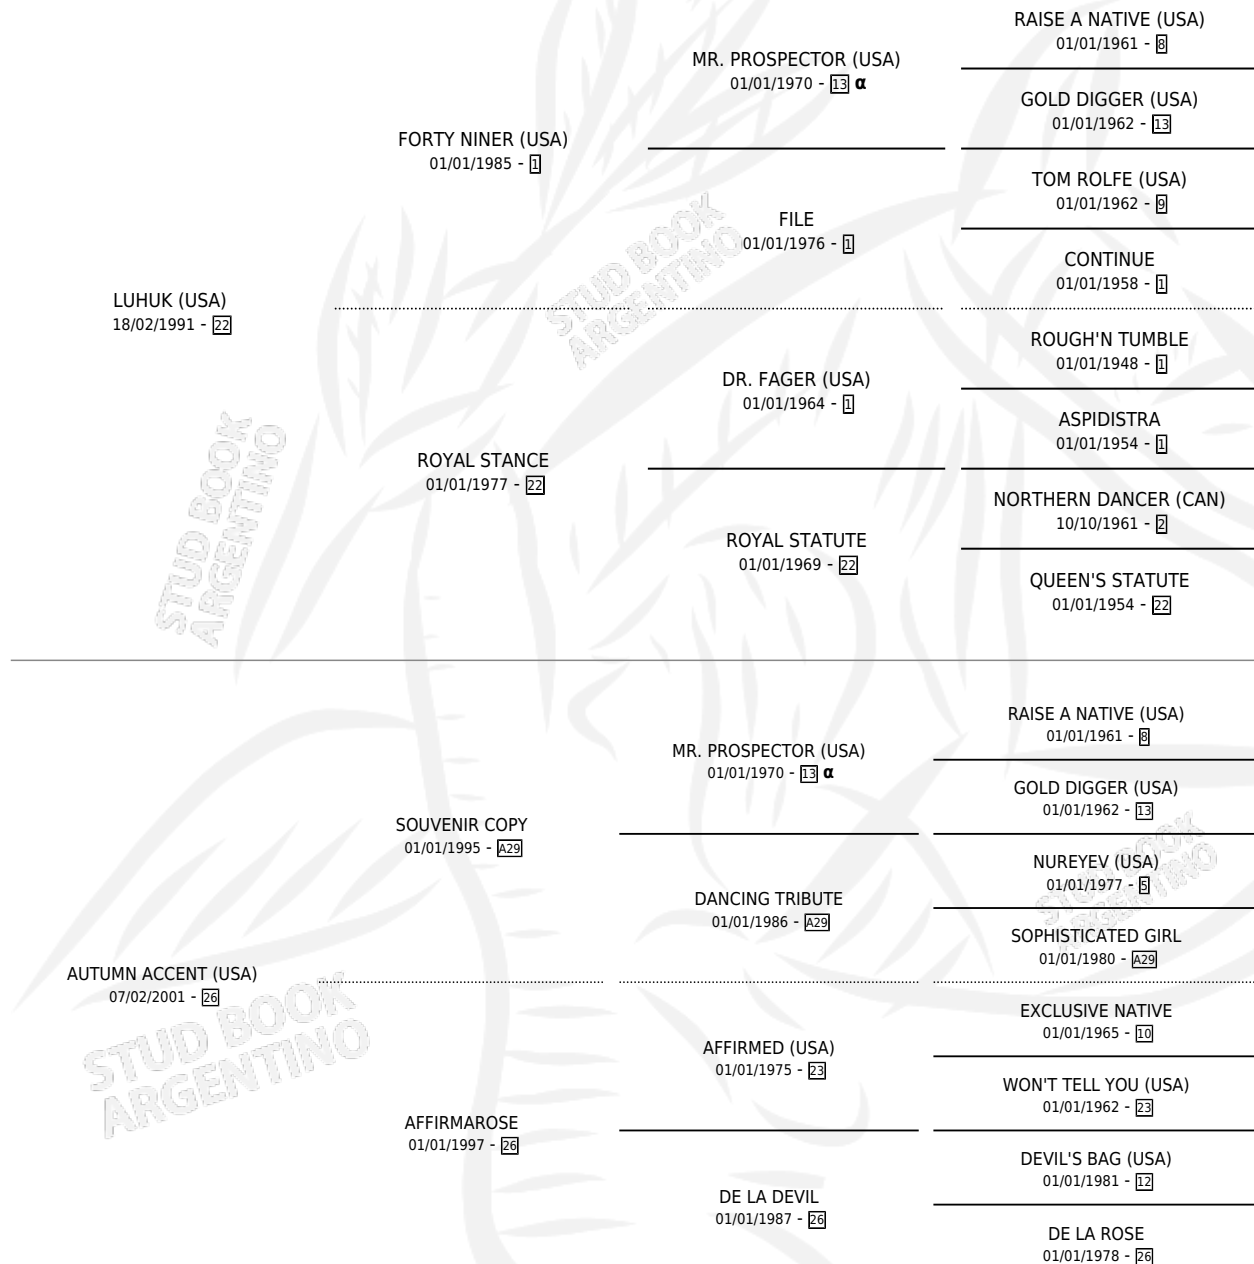 RAISE A NATIVE (USA)
01/01/1961 - 8
MR. PROSPECTOR (USA)
01/01/1970 - 13 α
GOLD DIGGER (USA)
01/01/1962 - 13
FORTY NINER (USA)
01/01/1985 - 1
TOM ROLFE (USA)
01/01/1962 - 9
FILE
01/01/1976 - 1
CONTINUE
01/01/1958 - 1
LUHUK (USA)
18/02/1991 - 22
ROUGH'N TUMBLE
01/01/1948 - 1
DR. FAGER (USA)
01/01/1964 - 1
ASPIDISTRA
01/01/1954 - 1
ROYAL STANCE
01/01/1977 - 22
NORTHERN DANCER (CAN)
10/10/1961 - 2
ROYAL STATUTE
01/01/1969 - 22
QUEEN'S STATUTE
01/01/1954 - 22
RAISE A NATIVE (USA)
01/01/1961 - 8
MR. PROSPECTOR (USA)
01/01/1970 - 13 α
GOLD DIGGER (USA)
01/01/1962 - 13
SOUVENIR COPY
01/01/1995 - A29
NUREYEV (USA)
01/01/1977 - 5
DANCING TRIBUTE
01/01/1986 - A29
SOPHISTICATED GIRL
01/01/1980 - A29
AUTUMN ACCENT (USA)
07/02/2001 - 26
EXCLUSIVE NATIVE
01/01/1965 - 10
AFFIRMED (USA)
01/01/1975 - 23
WON'T TELL YOU (USA)
01/01/1962 - 23
AFFIRMAROSE
01/01/1997 - 26
DEVIL'S BAG (USA)
01/01/1981 - 12
DE LA DEVIL
01/01/1987 - 26
DE LA ROSE
01/01/1978 - 26
STUD BOOK
ARGENTINO
STUD BOOK
ARGENTINO
STUD BOOK
ARGENTINO
STUD BOOK
ARGENTINO